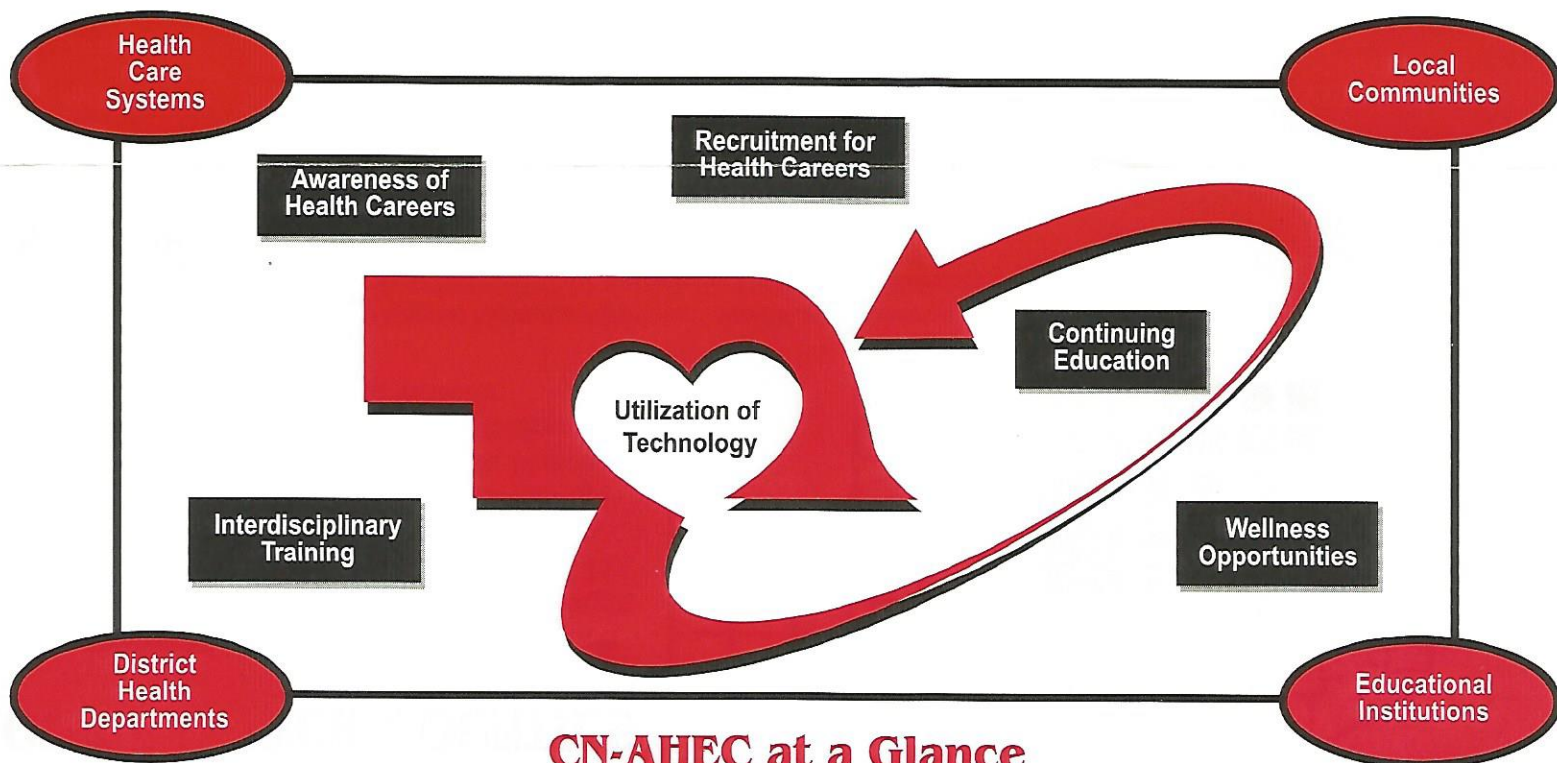 Health
Care
Systems
Local
Communities
Recruitment for
Health Careers
Awareness of
Health Careers
Continuing
Education
Utilization of
Technology
Interdisciplinary
Training
Wellness
Opportunities
District
Health
Departments
Educational
Institutions
CN-AHEC at a Glance